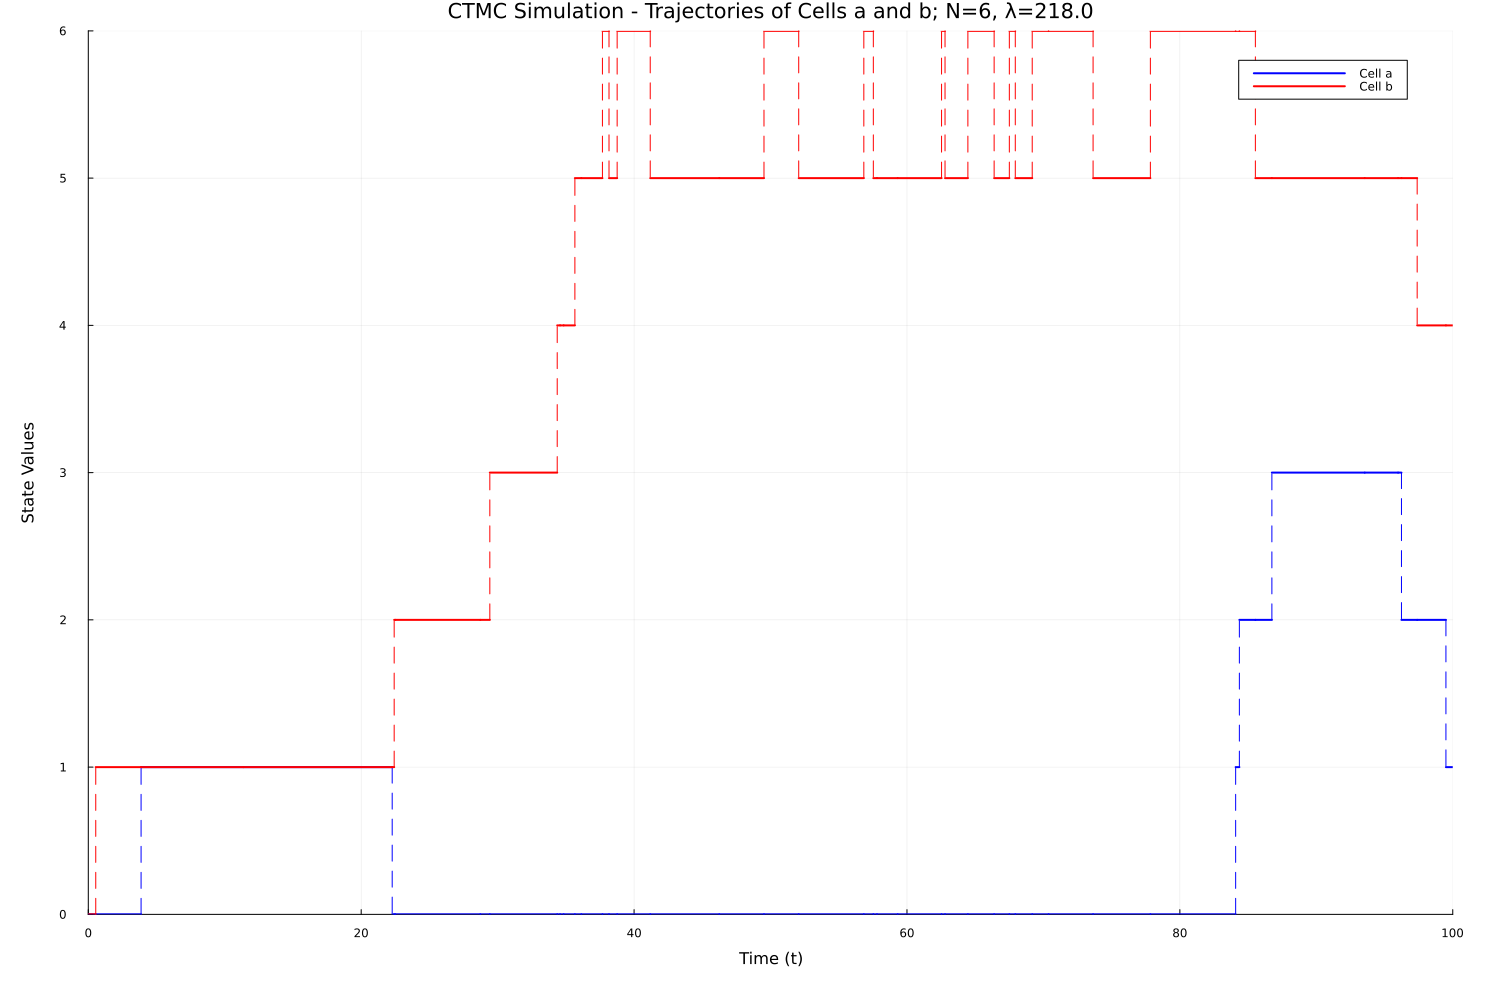 CTMC Simulation - Trajectories of Cells a and b; N=6, λ=218.0
6
Cell a
Cell b
5
4
3
2
1
0
State Values
0 20 40 60 80 100
Time (t)